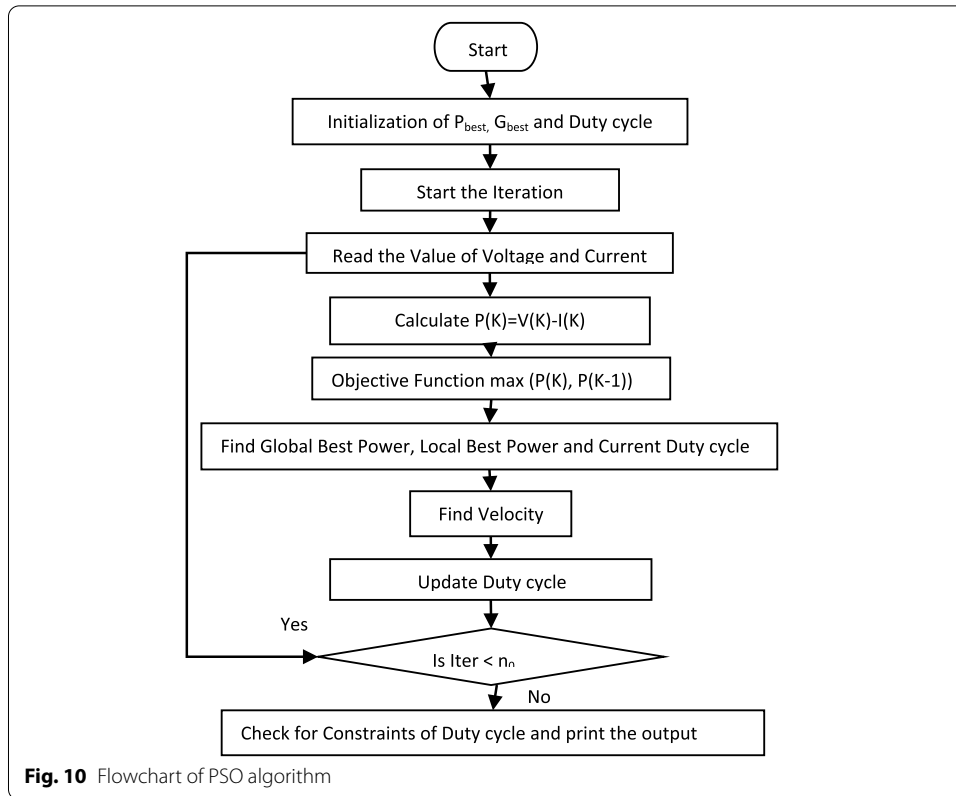 Start
Initialization of Pbest, Gbest and Duty cycle
Start the Iteration
Read the Value of Voltage and Current
Calculate P(K)=V(K)-I(K)
Objective Function max (P(K), P(K-1))
Find Global Best Power, Local Best Power and Current Duty cycle
Find Velocity
Update Duty cycle
Yes
Is Iter < n
No
Check for Constraints of Duty cycle and print the output
Fig. 10 Flowchart of PSO algorithm